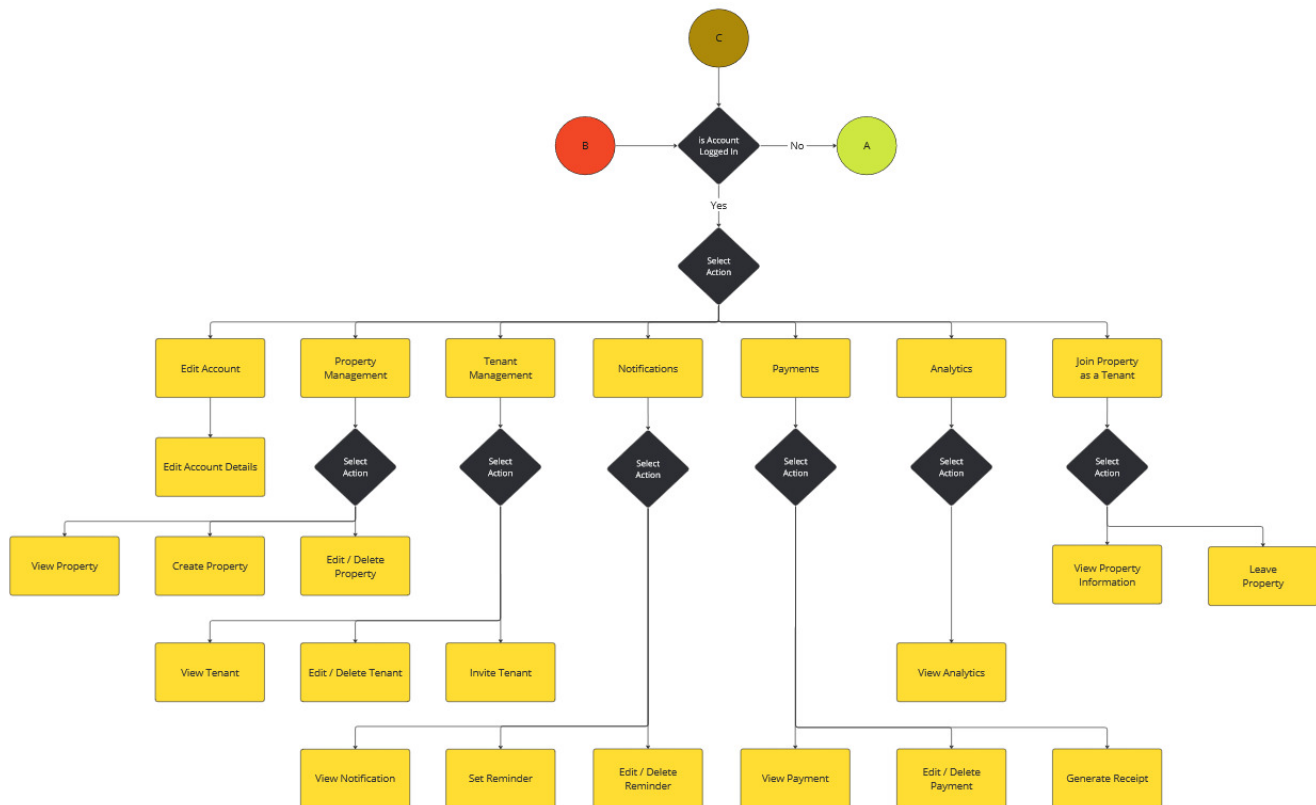 C
B
is Account
Logged In
No
A
Yes
Select
Action
Edit Account
Property
Management
Tenant
Management
Notifications
Payments
Analytics
Join Property
as a Tenant
Edit Account Details
Select
Action
Select
Action
Select
Action
Select
Action
Select
Action
Select
Action
View Property
Create Property
Edit / Delete
Property
View Property
Information
Leave
Property
View Tenant
Edit / Delete Tenant
Invite Tenant
View Analytics
View Notification
Set Reminder
Edit / Delete
Reminder
View Payment
Edit / Delete
Payment
Generate Receipt